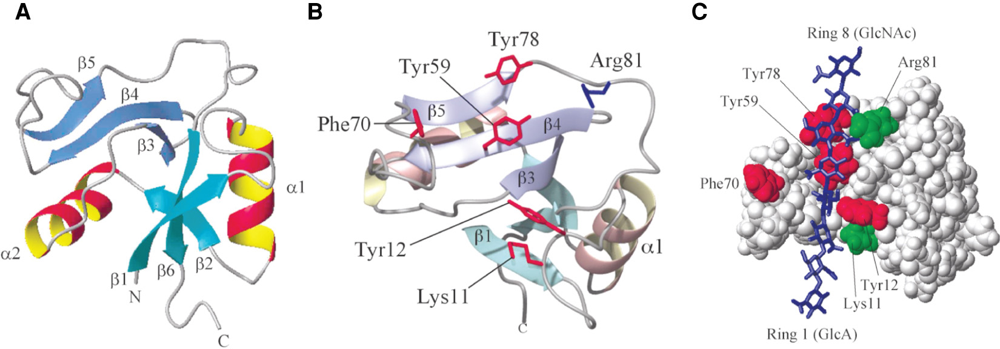 A
β5
β4
β3
α1
α2
β1
β6
β2
N
C
B
Tyr78
Tyr59
Arg81
Phe70
β5
β4
β3
Tyr12
β1
α1
Lys11
C
C
Ring 8 (GlcNAc)
Arg81
Tyr78
Tyr59
Phe70
Tyr12
Lys11
Ring 1 (GlcA)